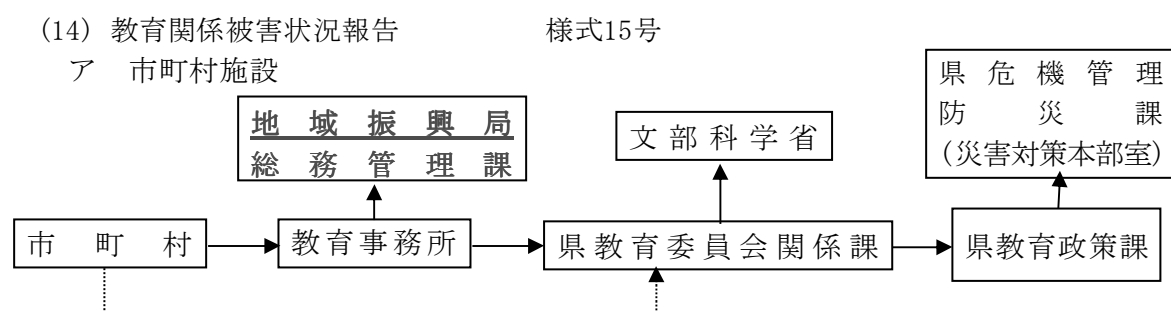 (14) 教育関係被害状況報告　様式15号
ア　市町村施設
県危機管理
防災課
(災害対策本部室)
地域振興局
総務管理課
文部科学省
市町村
教育事務所
県教育委員会関係課
県教育政策課